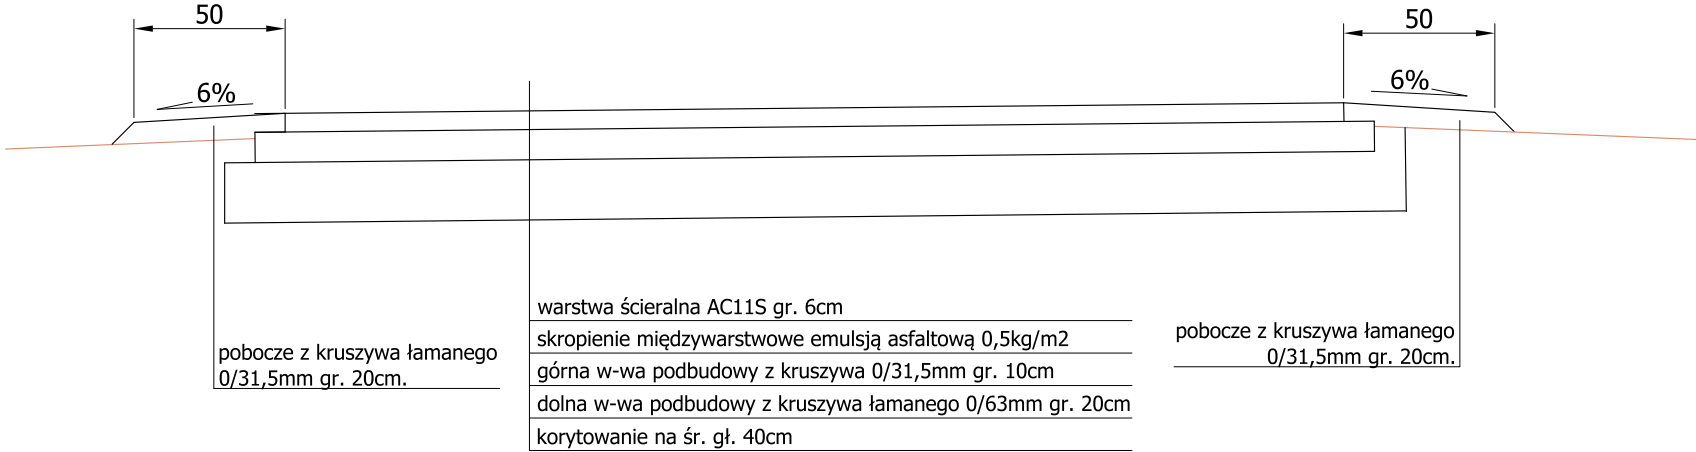 50
50
6%
6%
warstwa ścieralna AC11S gr. 6cm
skropienie międzywarstwowe emulsją asfaltową 0,5kg/m2
górna w-wa podbudowy z kruszywa 0/31,5mm gr. 10cm
dolna w-wa podbudowy z kruszywa łamanego 0/63mm gr. 20cm
korytowanie na śr. gł. 40cm
pobocze z kruszywa łamanego
0/31,5mm gr. 20cm.
pobocze z kruszywa łamanego
0/31,5mm gr. 20cm.